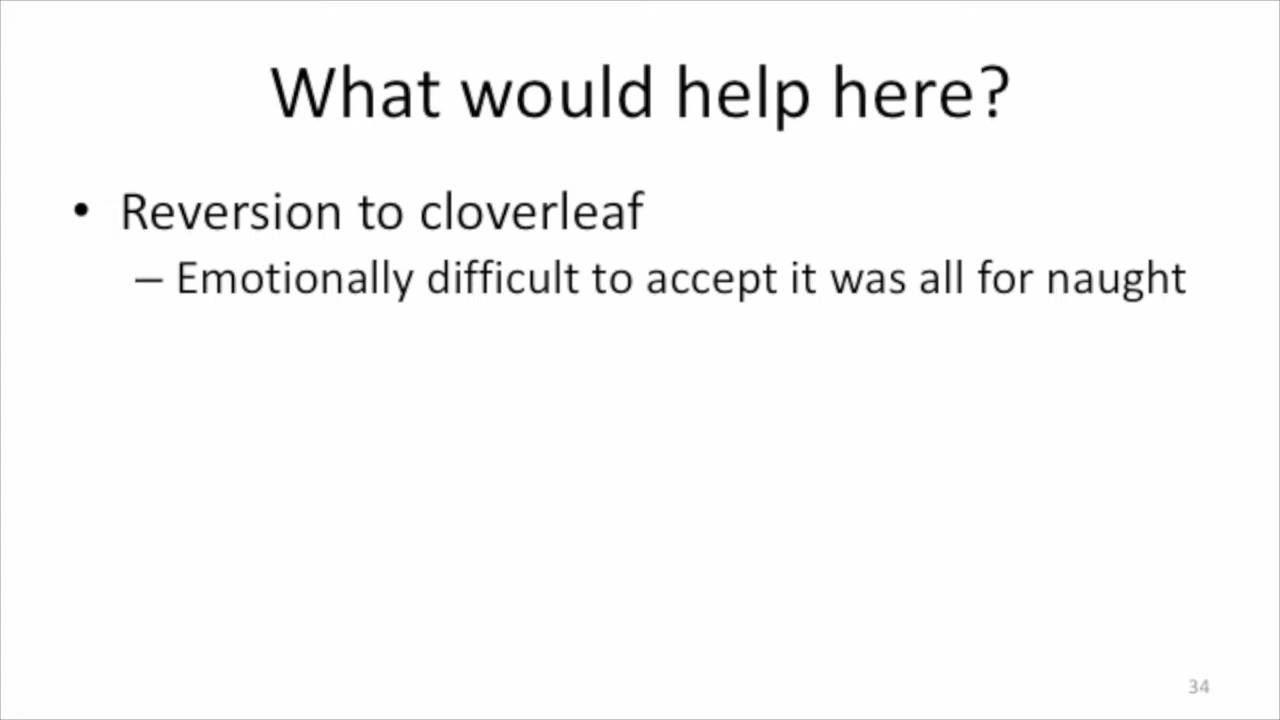 What would help here?
• Reversion to cloverleaf
– Emotionally difficult to accept it was all for naught
34